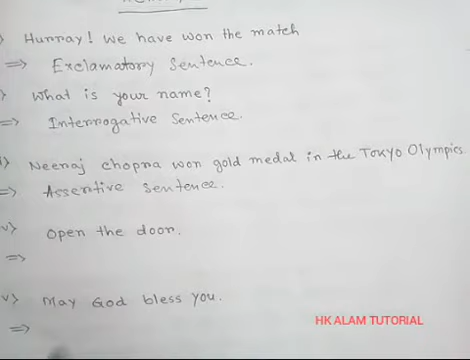 ) Hurray! We have won the match
=> Exclamatory Sentence.
) What is your name?
=> Interrogative Sentence.
) Neeraj chopra won gold medal in the Tokyo Olympics.
=> Assertive Sentence.
v) Open the door.
=>
v) May God bless you.
=>
HK ALAM TUTORIAL